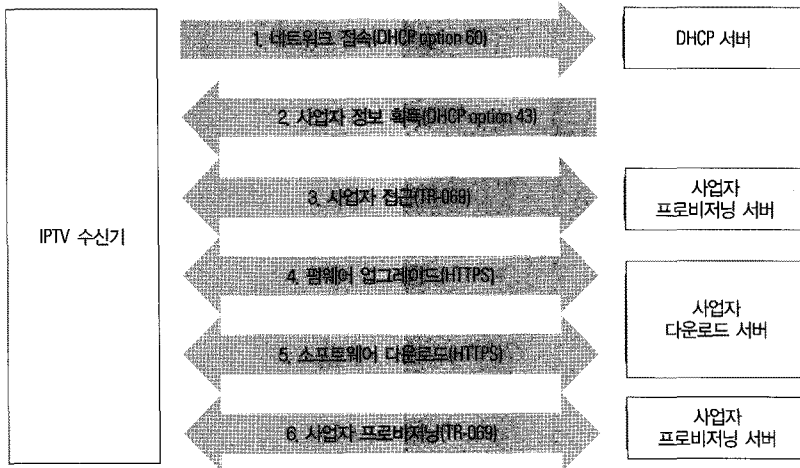 1. 네트워크 접속(DHCP option 60)
DHCP 서버
2. 사업자 정보 획득(DHCP option 43)
3. 사업자 접근(TR-069)
사업자
프로비저닝 서버
IPTV 수신기
4. 펌웨어 업그레이드(HTTPS)
사업자
다운로드 서버
5. 소프트웨어 다운로드(HTTPS)
6. 사업자 프로비저닝(TR-069)
사업자
프로비저닝 서버